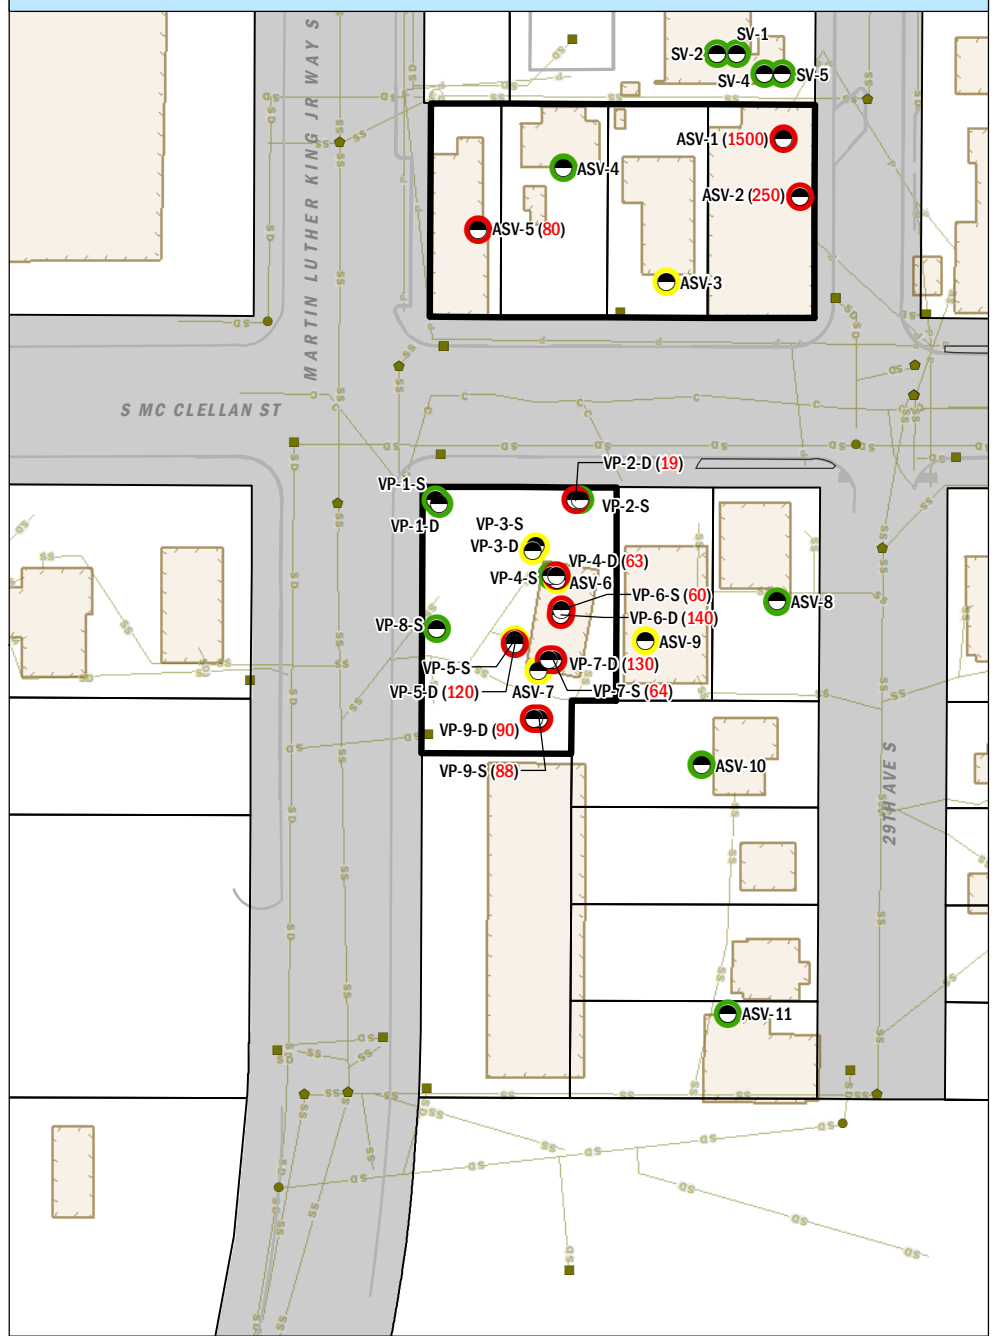 SV-1
SV-2
SV-4
SV-5
ASV-1 (1500)
ASV-4
ASV-2 (250)
ASV-5 (80)
ASV-3
MARTIN LUTHER KING JR WAY S
S MC CLELLAN ST
VP-2-D (19)
VP-1-S
VP-2-S
VP-1-D
VP-3-S
VP-3-D
VP-4-D (63)
VP-4-S
ASV-6
VP-6-S (60)
ASV-8
VP-6-D (140)
VP-8-S
ASV-9
VP-5-S
VP-7-D (130)
VP-5-D (120)
ASV-7
VP-7-S (64)
VP-9-D (90)
29TH AVE S
ASV-10
VP-9-S (88)
ASV-11